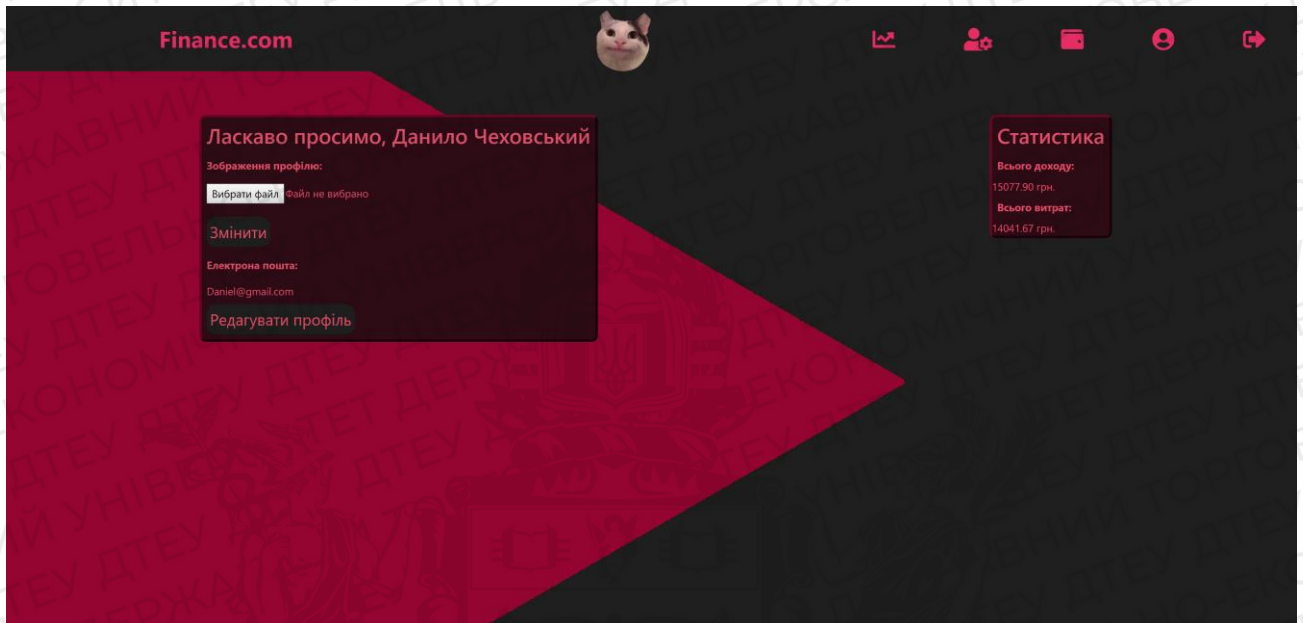 Finance.com
Ласкаво просимо, Данило Чеховський
Зображення профілю:
Вибрати файл Файл не вибрано
Змінити
Електрона пошта:
Daniel@gmail.com
Редагувати профіль
Статистика
Всього доходу:
15077.90 грн.
Всього витрат:
14041.67 грн.